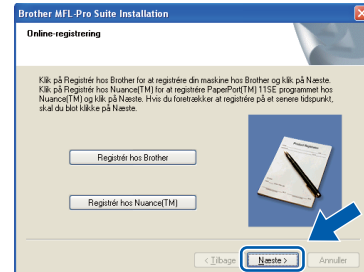 Brother MFL-Pro Suite Installation
Online-registrering
Klik på Registrér hos Brother for at registrére din maskine hos Brother og klik på Næste.
Klik på Registrér hos Nuance(TM) for at registrére PaperPort(TM) 11SE programmet hos
Nuance(TM) og klik på Næste. Hvis du foretrækker at registrére på et senere tidspunkt,
skal du blot klikke på Næste.
Registrér hos Brother
Registrér hos Nuance(TM)
< Tilbage
Næste >
Annuller